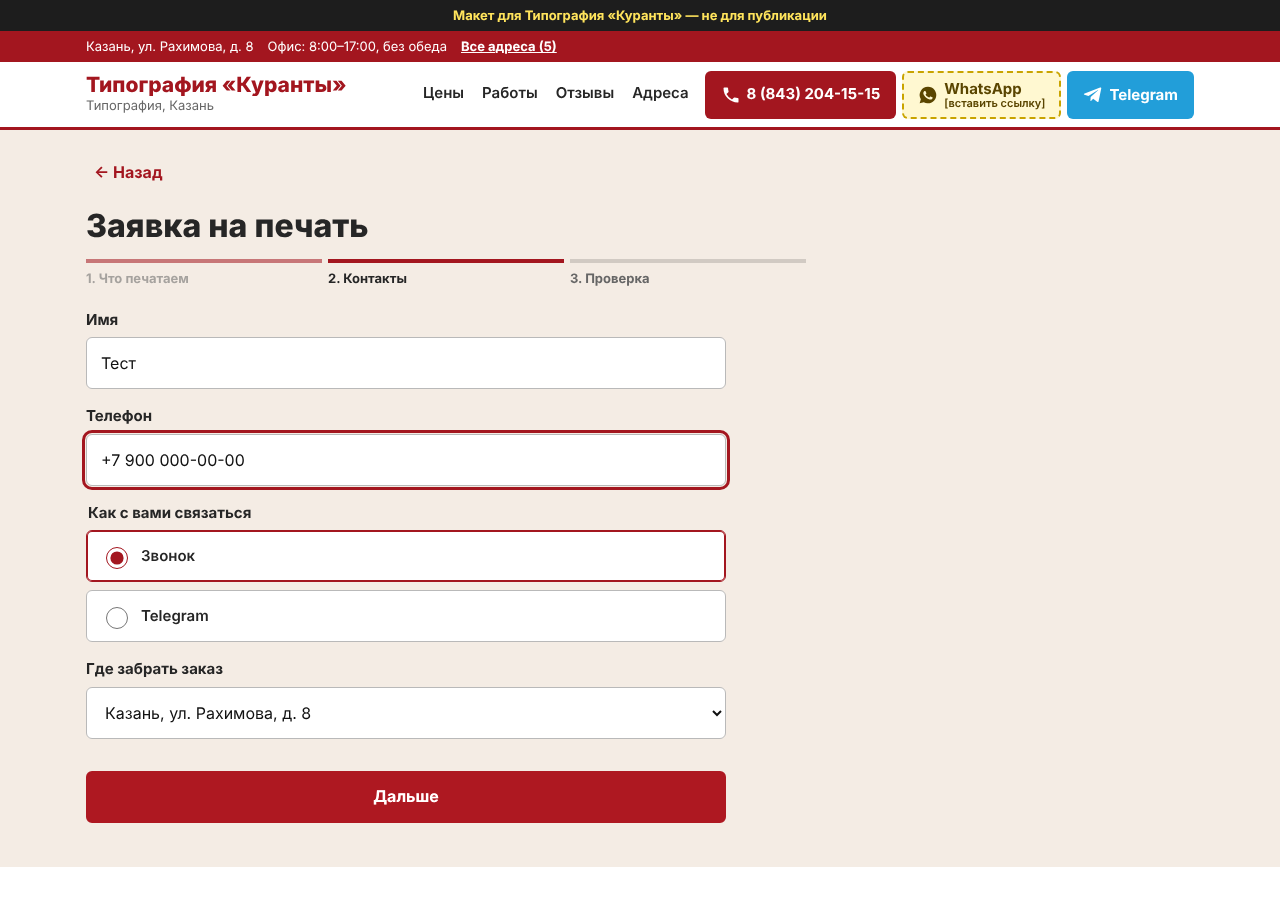 Макет для Типография «Куранты» — не для публикации
Казань, ул. Рахимова, д. 8 Офис: 8:00–17:00, без обеда Все адреса (5)
Типография «Куранты»
Типография, Казань
Цены Работы Отзывы Адреса
8 (843) 204-15-15
WhatsApp
[вставить ссылку]
Telegram
← Назад
Заявка на печать
1. Что печатаем 2. Контакты 3. Проверка
Имя
Тест
Телефон
+7 900 000-00-00
Как с вами связаться
Звонок
Telegram
Где забрать заказ
Казань, ул. Рахимова, д. 8
Дальше